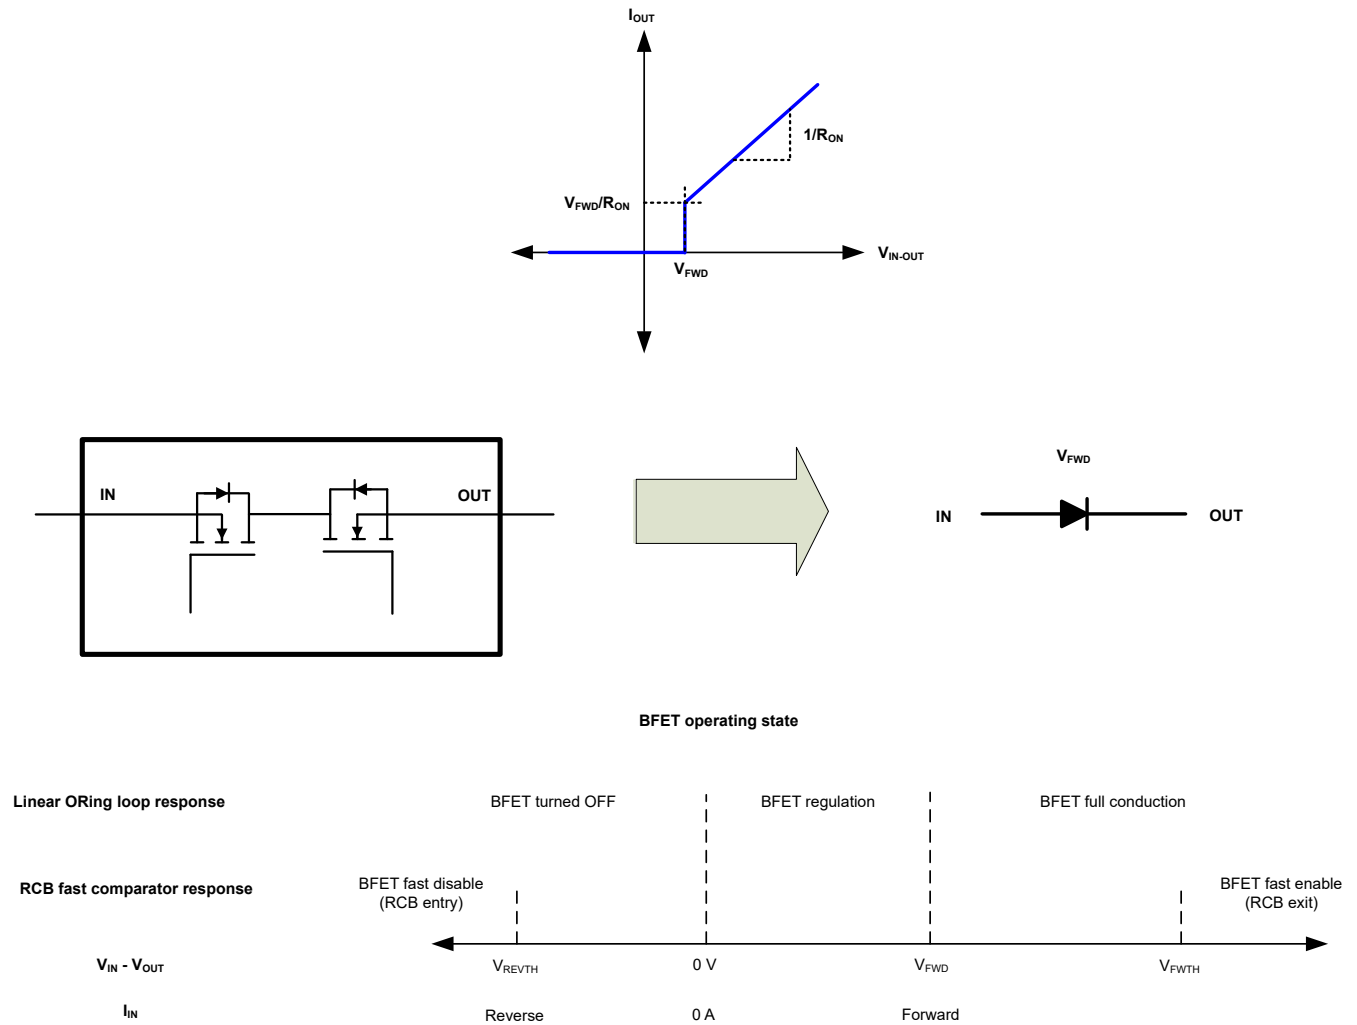 IOUT
1/RON
VFWD/RON
VIN-OUT
VFWD
IN
OUT
VFWD
IN
OUT
BFET operating state
Linear ORing loop response
BFET turned OFF
BFET regulation
BFET full conduction
RCB fast comparator response
BFET fast disable
(RCB entry)
BFET fast enable
(RCB exit)
VIN - VOUT
VREVTH
0 V
VFWD
VFWTH
IIN
Reverse
0 A
Forward